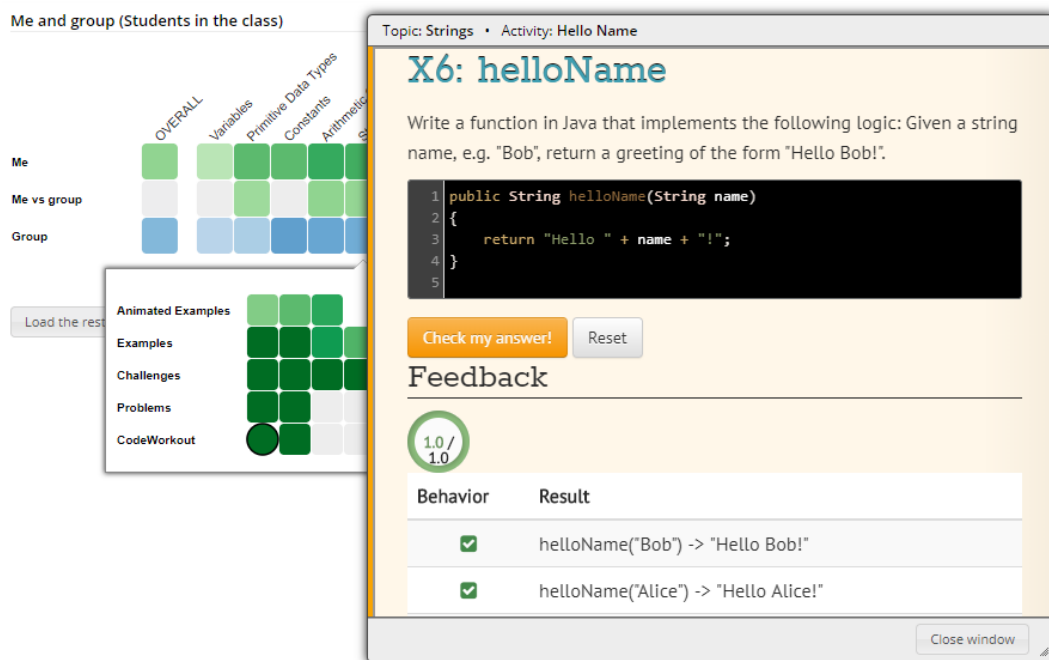 Me and group (Students in the class)
OVERALL
Variables
Primitive Data Types
Constants
Arithmetic
Me
Me vs group
Group
Load the rest
Animated Examples
Examples
Challenges
Problems
CodeWorkout
Topic: Strings • Activity: Hello Name
X6: helloName
Write a function in Java that implements the following logic: Given a string
name, e.g. "Bob", return a greeting of the form "Hello Bob!".
1 public String helloName(String name)
2 {
3 return "Hello " + name + "!";
4 }
5
Check my answer!
Reset
Feedback
1.0 /
1.0
Behavior Result
helloName("Bob") -> "Hello Bob!"
helloName("Alice") -> "Hello Alice!"
Close window